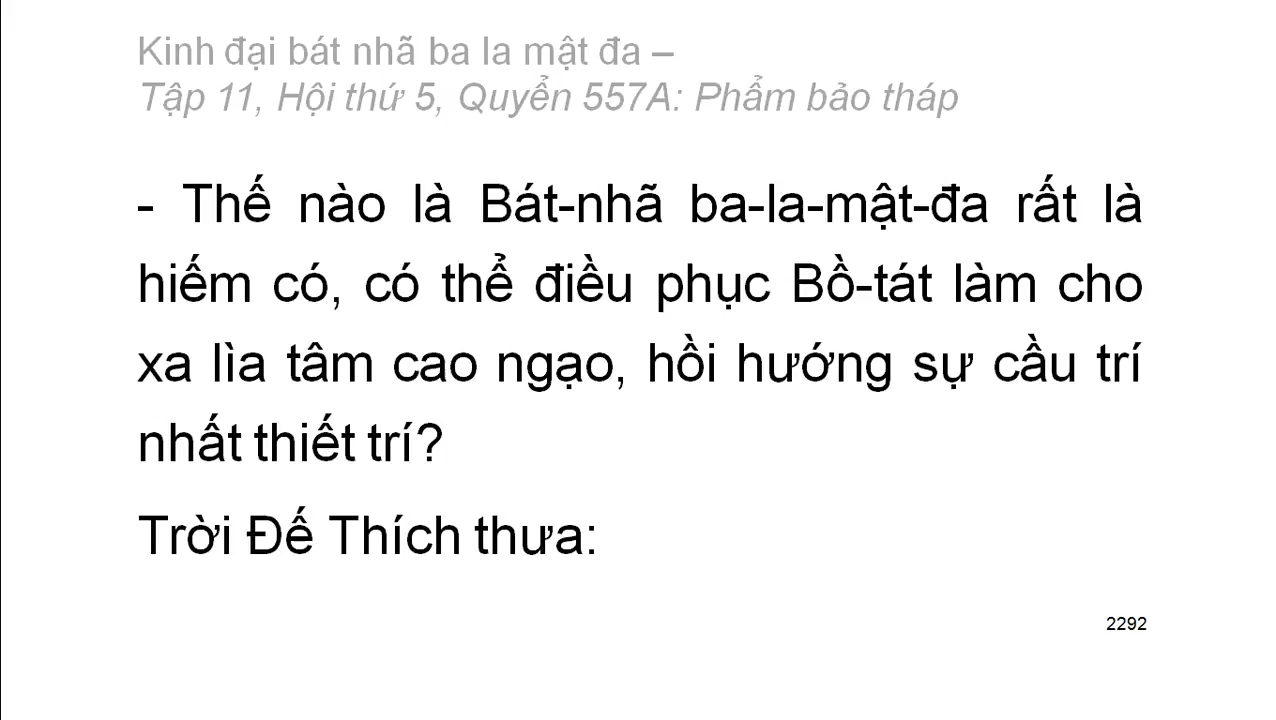 Kinh đại bát nhã ba la mật đa –
Tập 11, Hội thứ 5, Quyển 557A: Phẩm bảo tháp
- Thế nào là Bát-nhã ba-la-mật-đa rất là
hiếm có, có thể điều phục Bồ-tát làm cho
xa lìa tâm cao ngạo, hồi hướng sự cầu trí
nhất thiết trí?
Trời Đế Thích thưa:
2292